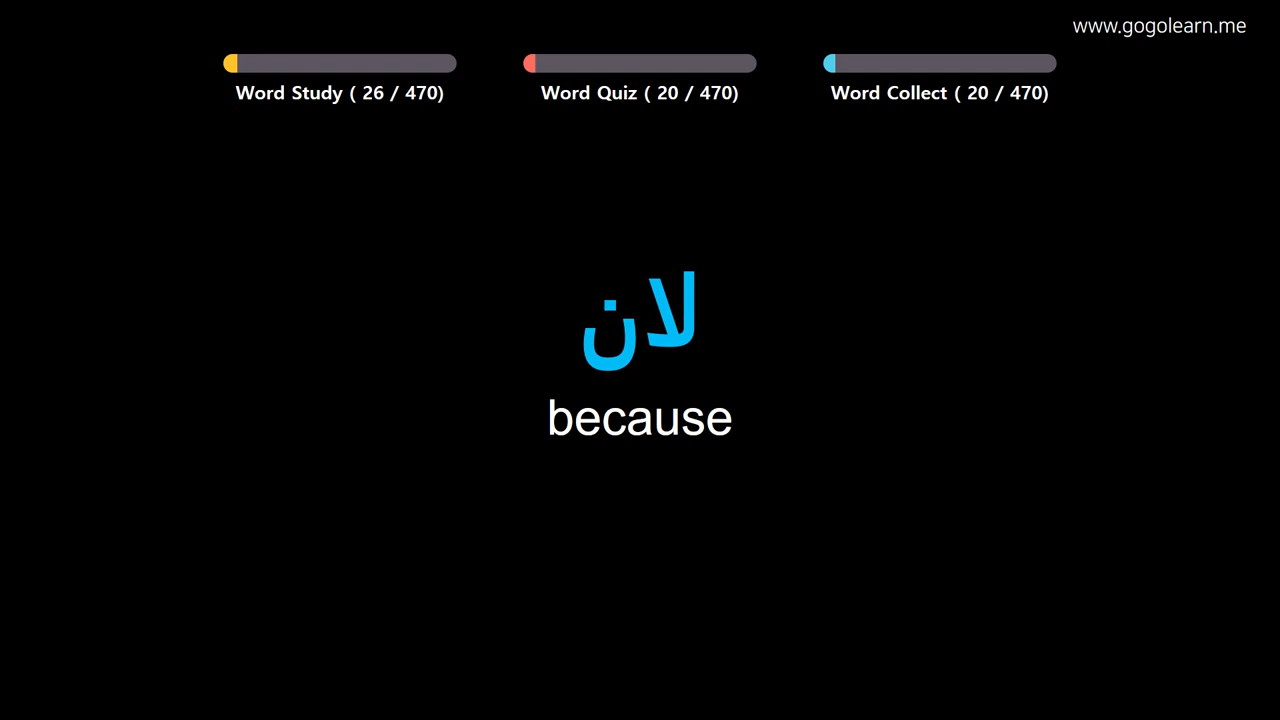 www.gogolearn.me
Word Study ( 26 / 470)
Word Quiz ( 20 / 470)
Word Collect ( 20 / 470)
لان
because